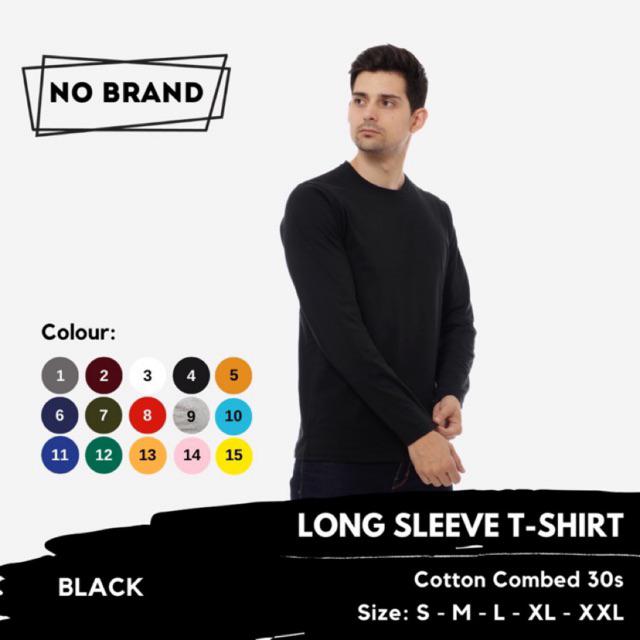 NO BRAND
Colour:
1 2 3 4 5
6 7 8 9 10
11 12 13 14 15
LONG SLEEVE T-SHIRT
BLACK
Cotton Combed 30s
Size: S - M - L - XL - XXL